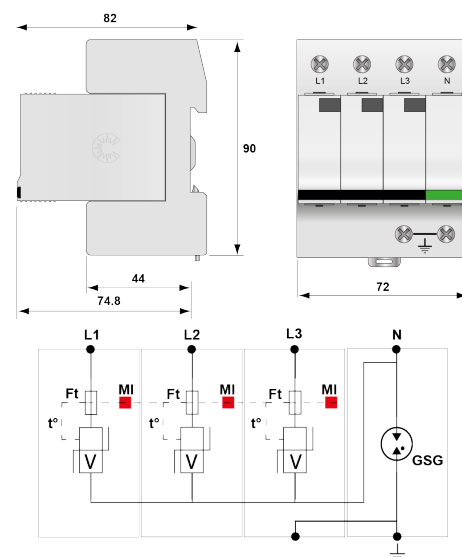 82
90
44
74.8
L1 L2 L3 N
72
L1 L2 L3 N
Ft MI Ft MI Ft MI
t° t° t°
V V V
GSG